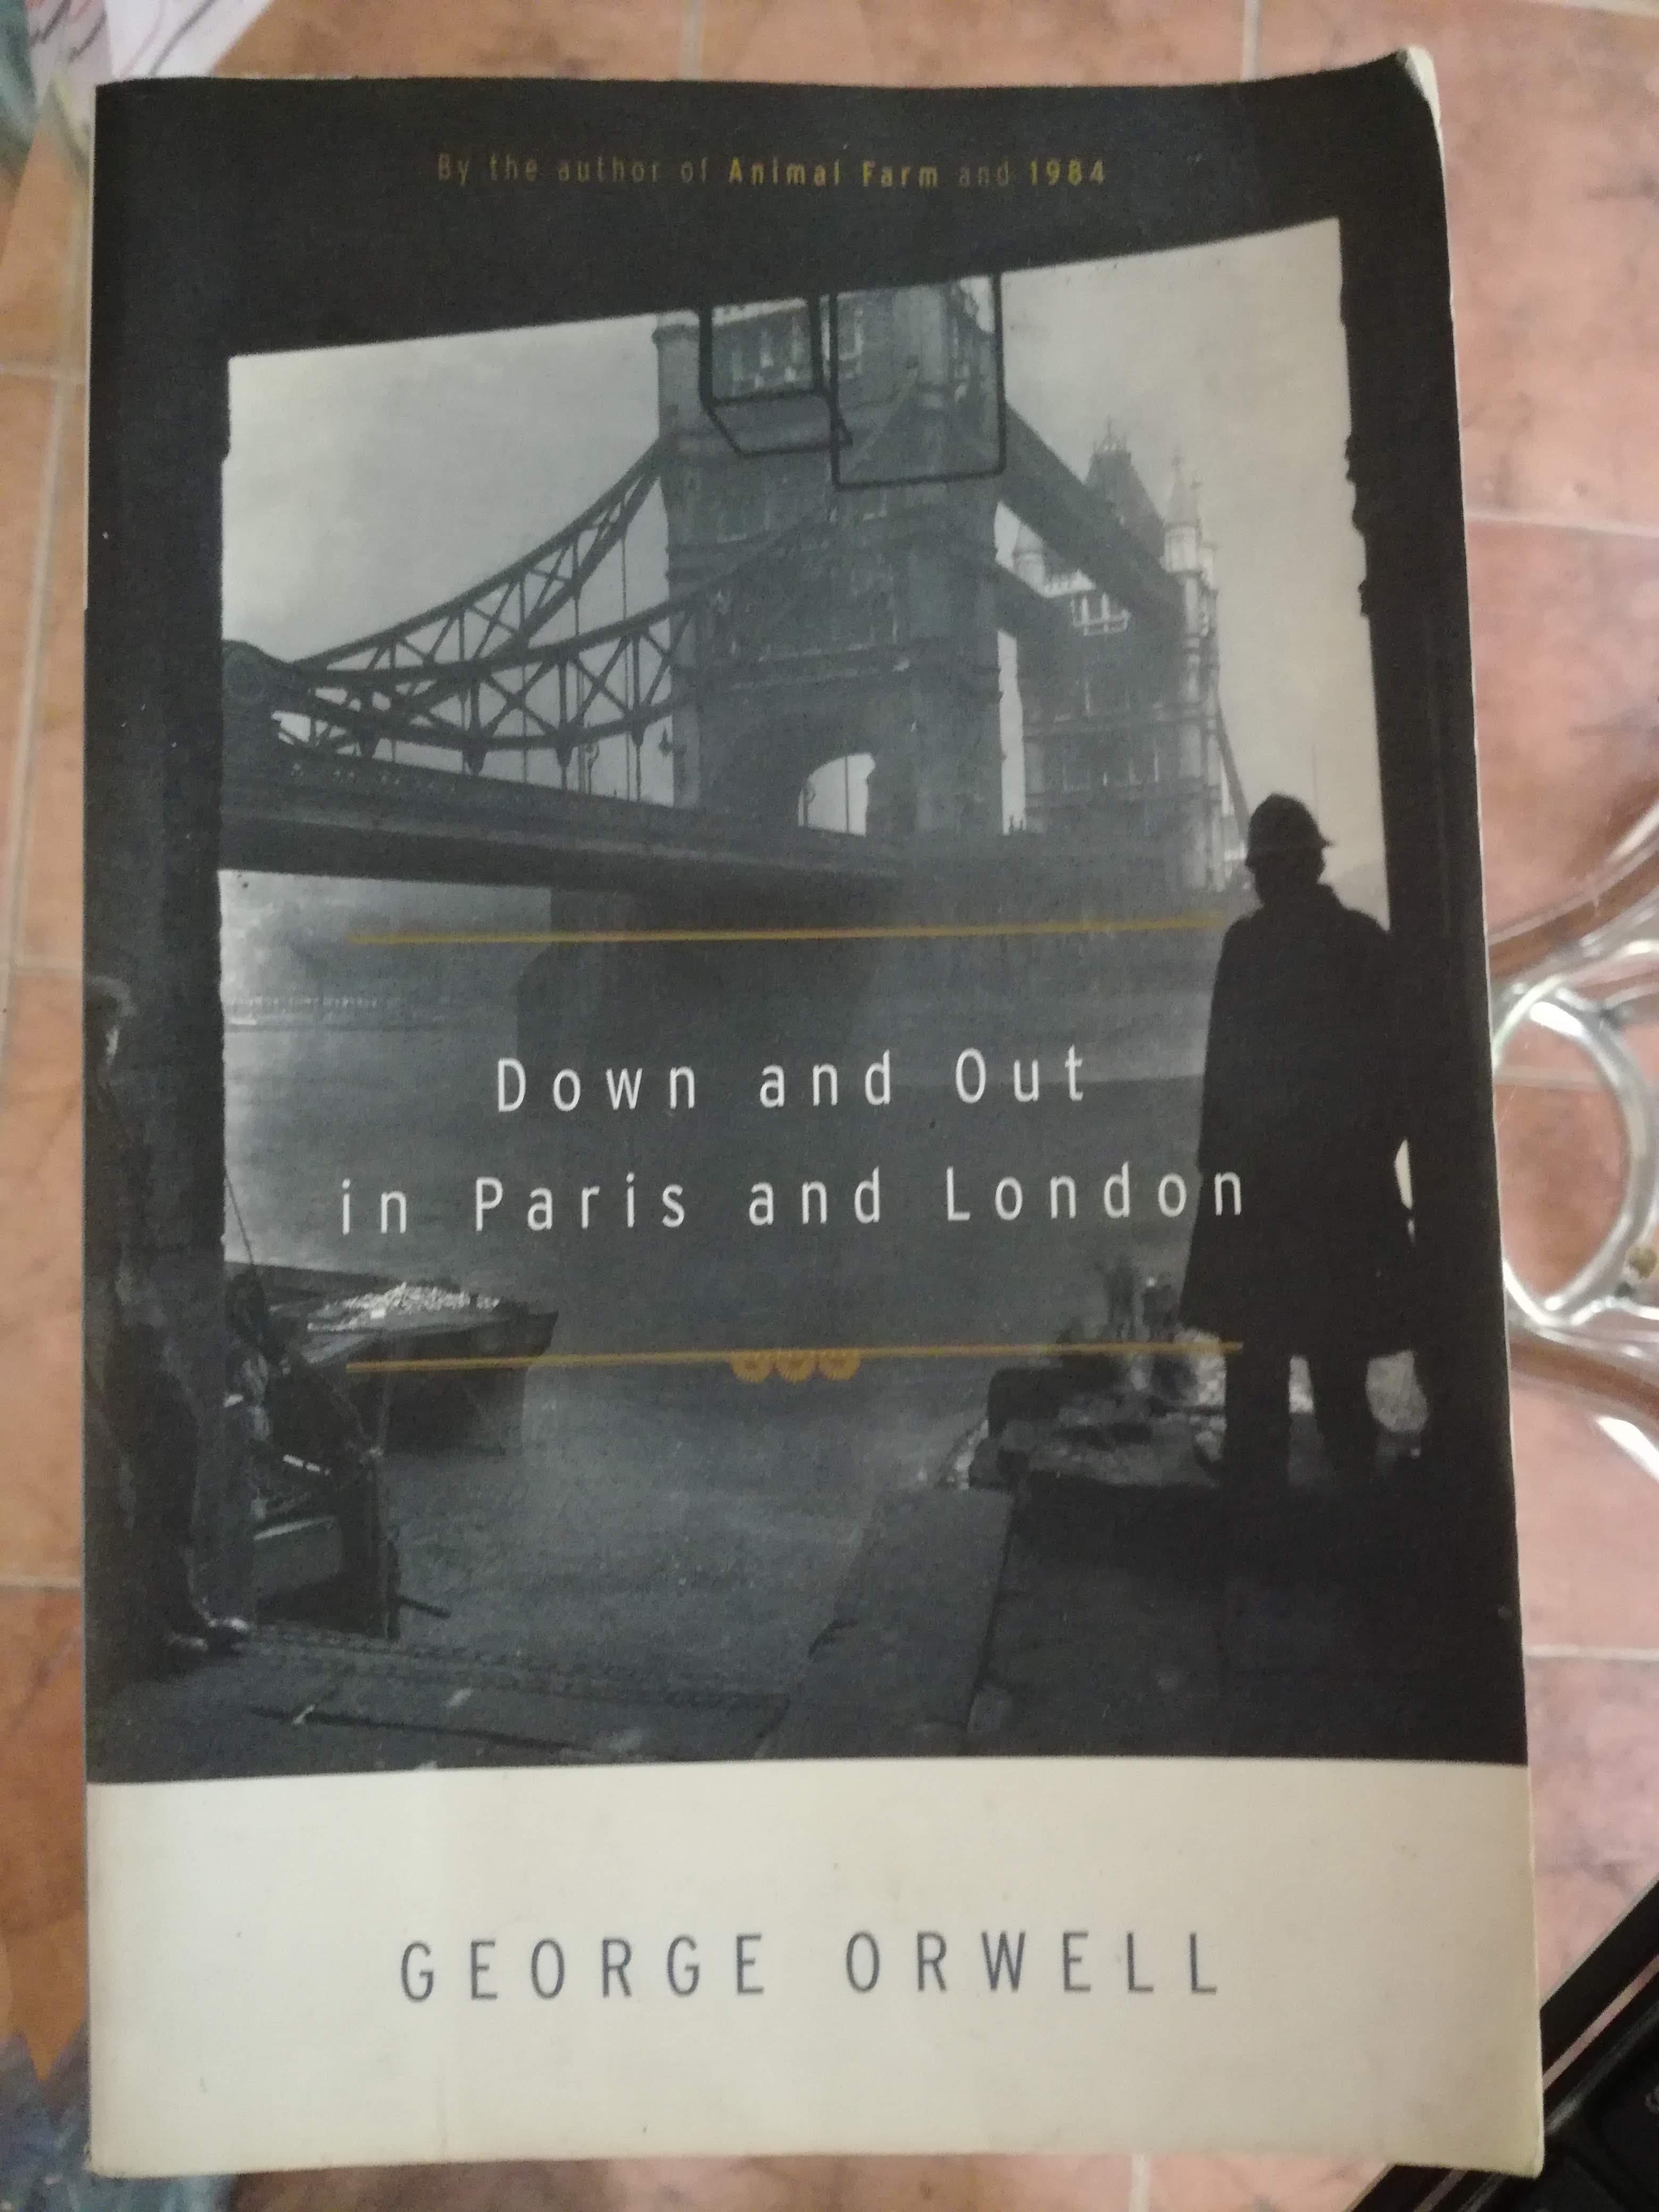 By the author of Animal Farm and 1984
Down and Out
in Paris and London
GEORGE ORWELL